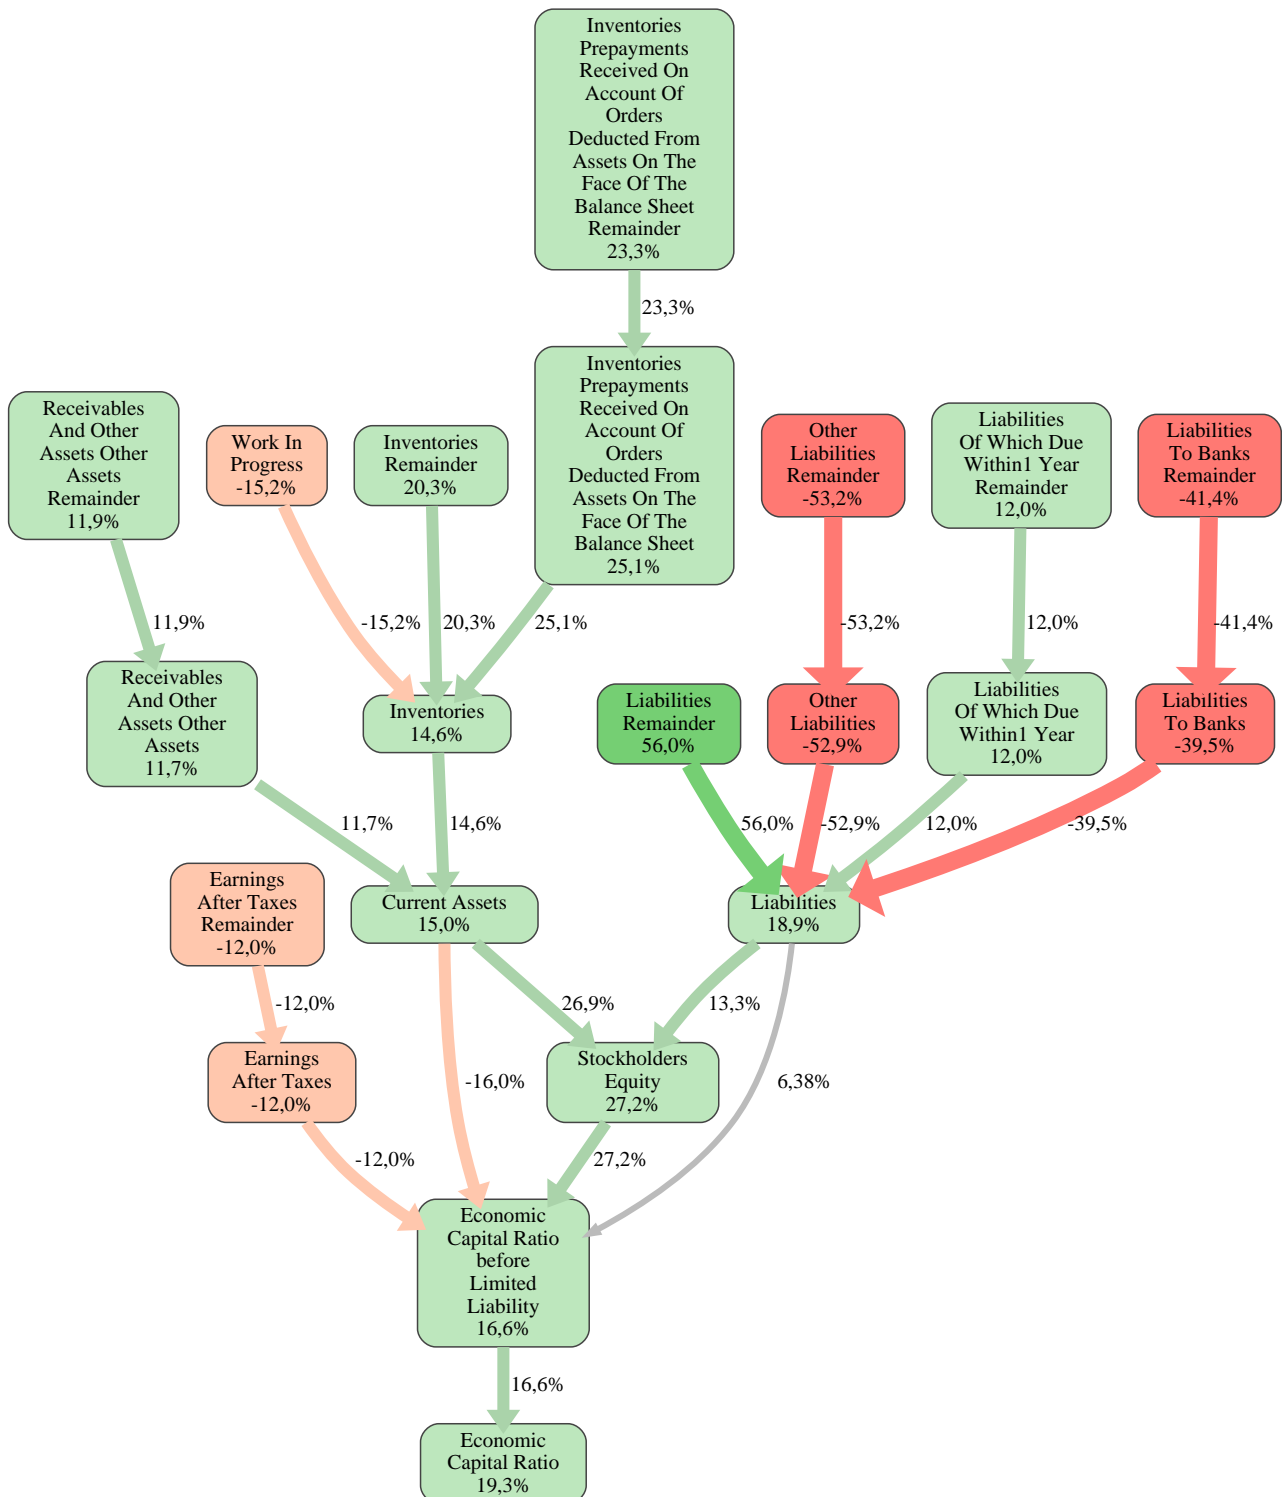 Inventories
Prepayments
Received On
Account Of
Orders
Deducted From
Assets On The
Face Of The
Balance Sheet
Remainder
23,3%
23,3%
Inventories
Prepayments
Received On
Account Of
Orders
Deducted From
Assets On The
Face Of The
Balance Sheet
25,1%
Receivables
And Other
Assets Other
Assets
Remainder
11,9%
Work In
Progress
-15,2%
Inventories
Remainder
20,3%
Other
Liabilities
Remainder
-53,2%
Liabilities
Of Which Due
Within1 Year
Remainder
12,0%
Liabilities
To Banks
Remainder
-41,4%
11,9%
-15,2%
20,3%
25,1%
-53,2%
12,0%
-41,4%
Receivables
And Other
Assets Other
Assets
11,7%
Inventories
14,6%
Liabilities
Remainder
56,0%
Other
Liabilities
-52,9%
Liabilities
Of Which Due
Within1 Year
12,0%
Liabilities
To Banks
-39,5%
11,7%
14,6%
56,0%
-52,9%
12,0%
-39,5%
Earnings
After Taxes
Remainder
-12,0%
Current Assets
15,0%
Liabilities
18,9%
-12,0%
26,9%
13,3%
Earnings
After Taxes
-12,0%
-16,0%
Stockholders
Equity
27,2%
6,38%
-12,0%
27,2%
Economic
Capital Ratio
before
Limited
Liability
16,6%
16,6%
Economic
Capital Ratio
19,3%